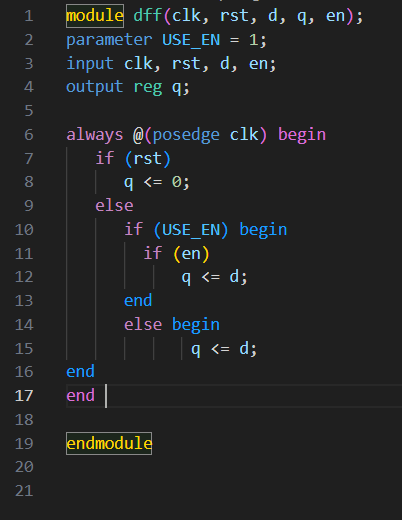 1 module dff(clk, rst, d, q, en);
2 parameter USE_EN = 1;
3 input clk, rst, d, en;
4 output reg q;
5
6 always @(posedge clk) begin
7 if (rst)
8 q <= 0;
9 else
10 if (USE_EN) begin
11 if (en)
12 q <= d;
13 end
14 else begin
15 q <= d;
16 end
17 end
18
19 endmodule
20
21